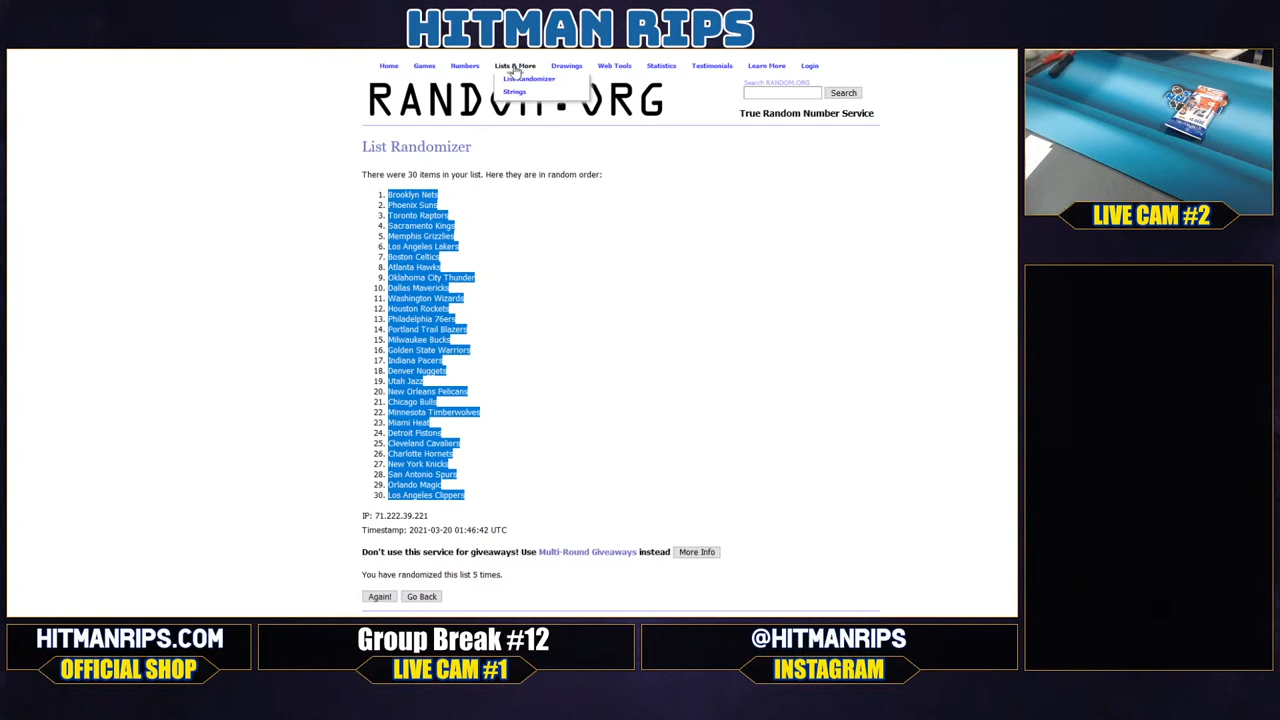 HITMAN RIPS
Home Games Numbers Lists & More Drawings Web Tools Statistics Testimonials Learn More Login
List Randomizer
Strings
RANDOM.ORG
Search RANDOM.ORG
Search
True Random Number Service
List Randomizer
There were 30 items in your list. Here they are in random order:
1. Brooklyn Nets
2. Phoenix Suns
3. Toronto Raptors
4. Sacramento Kings
5. Memphis Grizzlies
6. Los Angeles Lakers
7. Boston Celtics
8. Atlanta Hawks
9. Oklahoma City Thunder
10. Dallas Mavericks
11. Washington Wizards
12. Houston Rockets
13. Philadelphia 76ers
14. Portland Trail Blazers
15. Milwaukee Bucks
16. Golden State Warriors
17. Indiana Pacers
18. Denver Nuggets
19. Utah Jazz
20. New Orleans Pelicans
21. Chicago Bulls
22. Minnesota Timberwolves
23. Miami Heat
24. Detroit Pistons
25. Cleveland Cavaliers
26. Charlotte Hornets
27. New York Knicks
28. San Antonio Spurs
29. Orlando Magic
30. Los Angeles Clippers
IP: 71.222.39.221
Timestamp: 2021-03-20 01:46:42 UTC
Don't use this service for giveaways! Use Multi-Round Giveaways instead More Info
You have randomized this list 5 times.
Again! Go Back
LIVE CAM #2
HITMANRIPS.COM
OFFICIAL SHOP
Group Break #12
LIVE CAM #1
@HITMANRIPS
INSTAGRAM